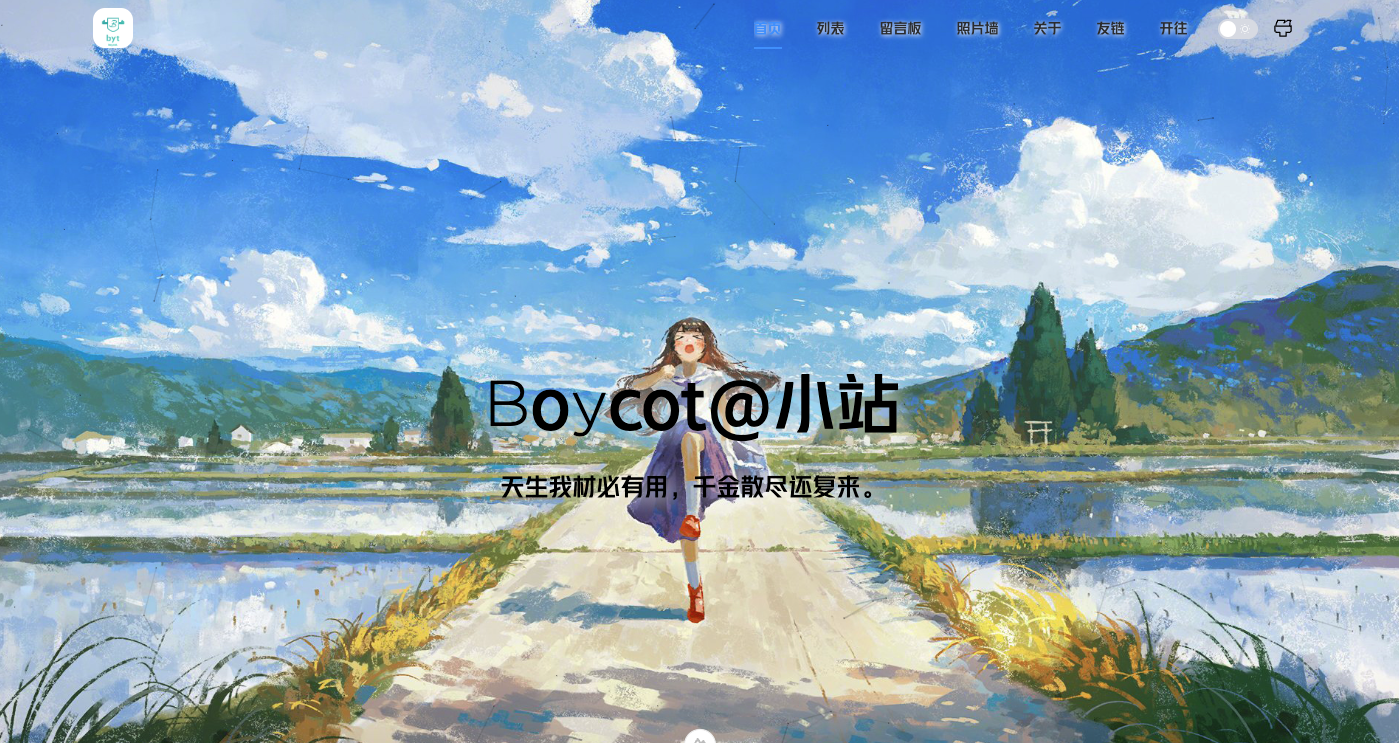 byt
首页 列表 留言板 照片墙 关于 友链 开往
Boycot@小站
天生我材必有用，千金散尽还复来。